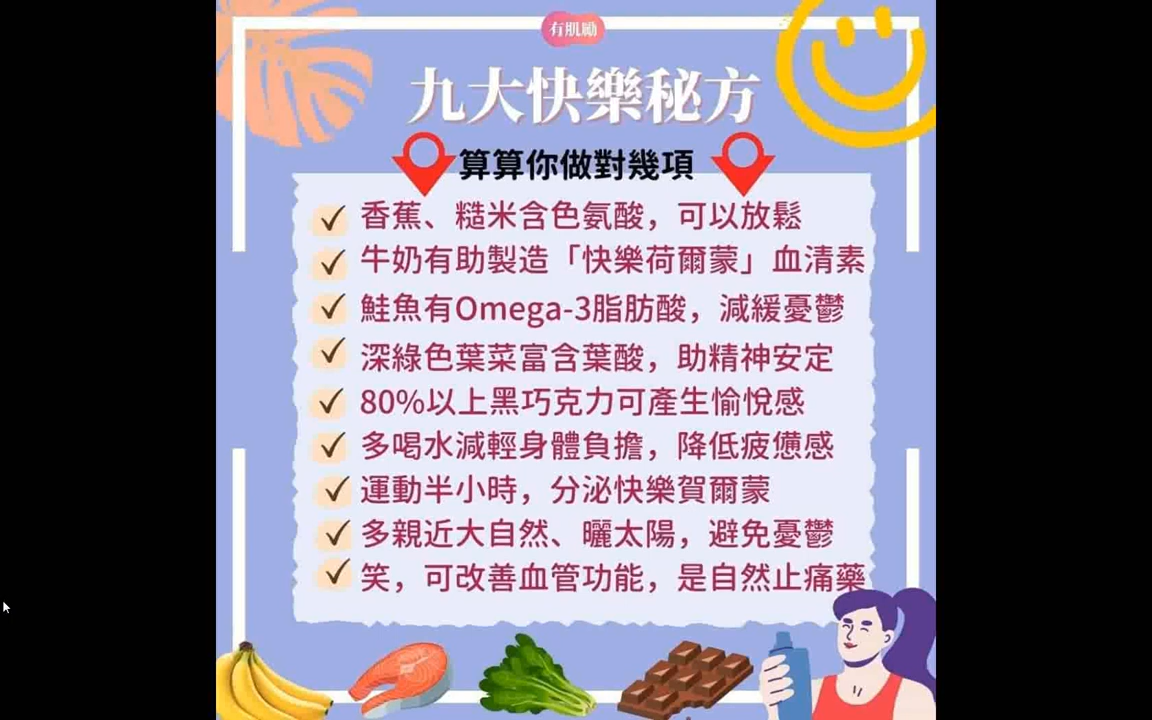 有肌勵
九大快樂秘方
算算你做對幾項
香蕉、糙米含色氨酸，可以放鬆
牛奶有助製造「快樂荷爾蒙」血清素
鮭魚有Omega-3脂肪酸，減緩憂鬱
深綠色葉菜富含葉酸，助精神安定
80%以上黑巧克力可產生愉悅感
多喝水減輕身體負擔，降低疲憊感
運動半小時，分泌快樂賀爾蒙
多親近大自然、曬太陽，避免憂鬱
笑，可改善血管功能，是自然止痛藥